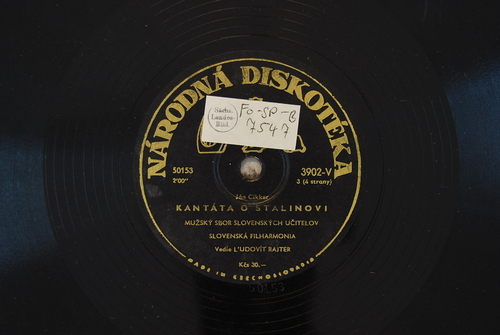 NÁRODNÁ DISKOTÉKA
Fo-SP-B
7547
Sächs.
Landes-
Bibl.
50153
3902-V
2'00"
3 (4 strany)
Ján Cikker
KANTÁTA O STALINOVI
MUŽSKÝ SBOR SLOVENSKÝCH UČITEĽOV
SLOVENSKÁ FILHARMONIA
Vedie ĽUDOVÍT RAJTER
Kčs 30.—
MADE IN CZECHOSLOVAKIA